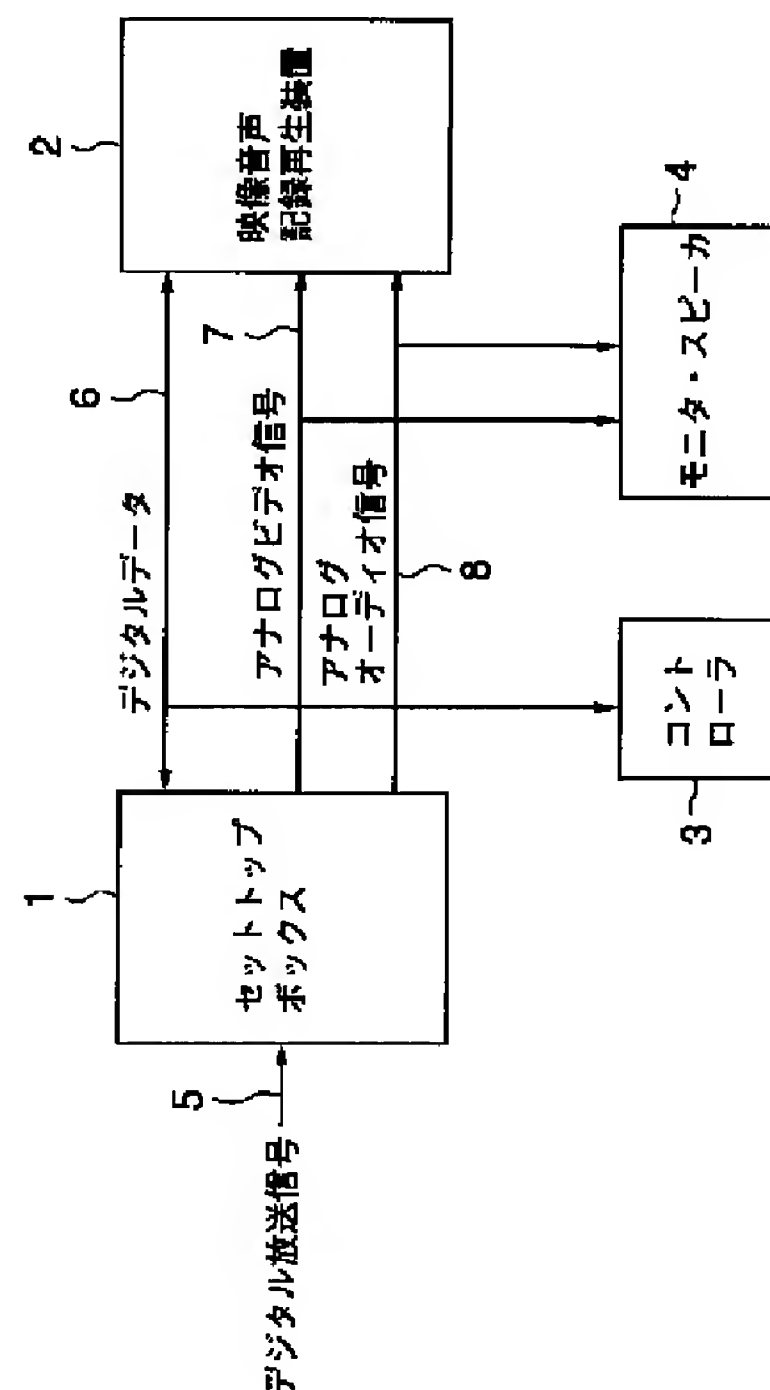 デジタル放送信号
5
1
セットトップ
ボックス
デジタルデータ
6
アナログビデオ信号
7
アナログ
オーディオ信号
8
2
映像音声
記録再生装置
3
コント
ローラ
4
モニタ・スピーカ